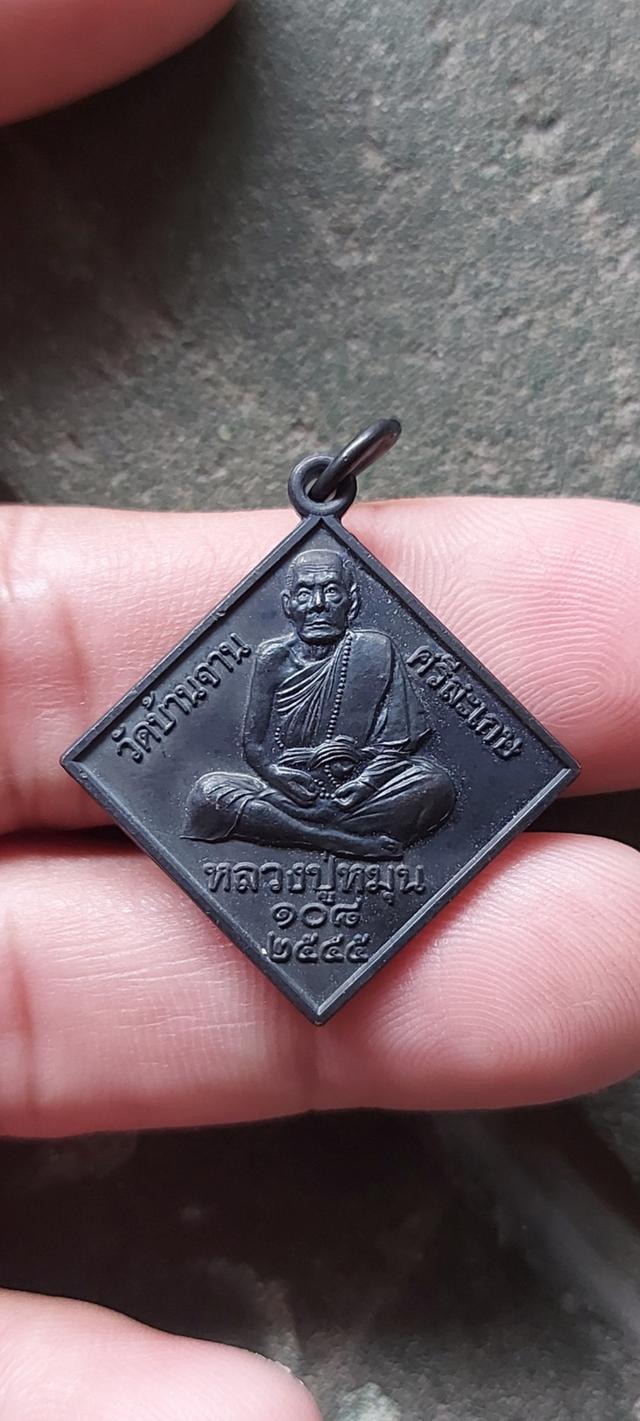 วัดบ้านจาน
ศรีสะเกษ
หลวงปู่หมุน
๑๐๘
๒๕๔๕